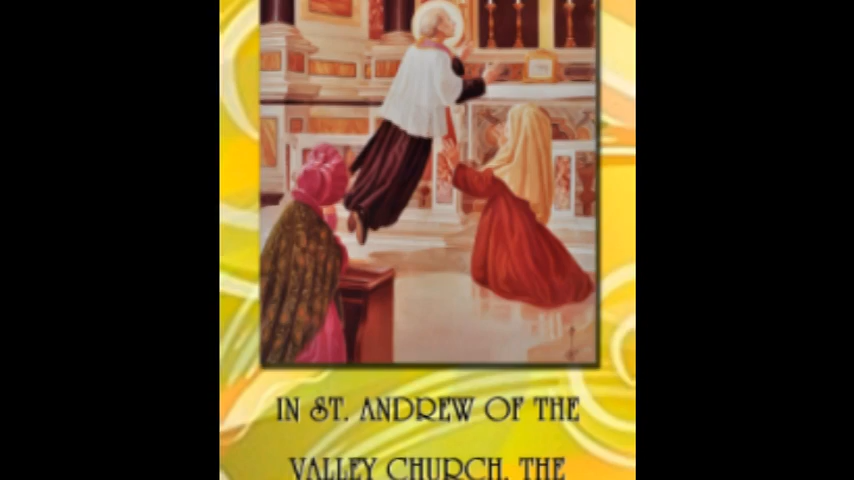 IN ST. ANDREW OF THE
VALLEY CHURCH, THE